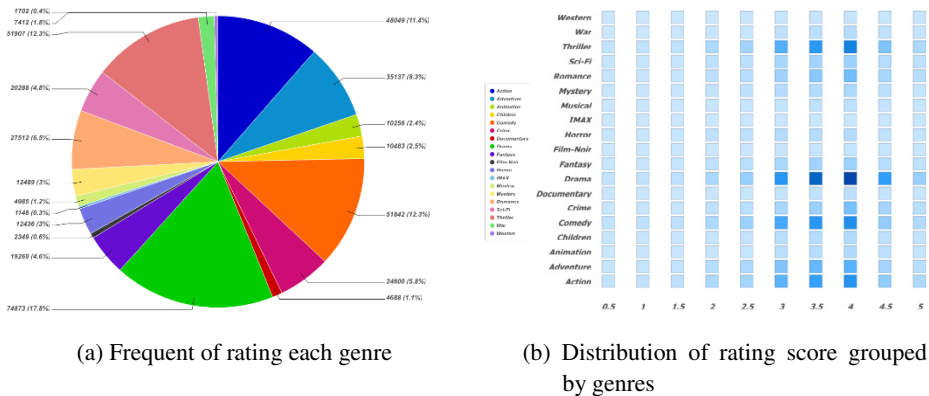 1702 (0.4%)
7412 (1.8%)
51907 (12.3%)
20288 (4.8%)
27512 (6.5%)
12489 (3%)
4985 (1.2%)
1148 (0.3%)
12436 (3%)
2349 (0.6%)
19269 (4.6%)
74873 (17.8%)
48049 (11.4%)
35137 (8.3%)
10256 (2.4%)
10483 (2.5%)
51842 (12.3%)
24600 (5.8%)
4688 (1.1%)
Action
Adventure
Animation
Children
Comedy
Crime
Documentary
Drama
Fantasy
Film-Noir
Horror
IMAX
Musical
Mystery
Romance
Sci-Fi
Thriller
War
Western
(a) Frequent of rating each genre
Western
War
Thriller
Sci-Fi
Romance
Mystery
Musical
IMAX
Horror
Film-Noir
Fantasy
Drama
Documentary
Crime
Comedy
Children
Animation
Adventure
Action
0.5 1 1.5 2 2.5 3 3.5 4 4.5 5
(b) Distribution of rating score grouped
by genres